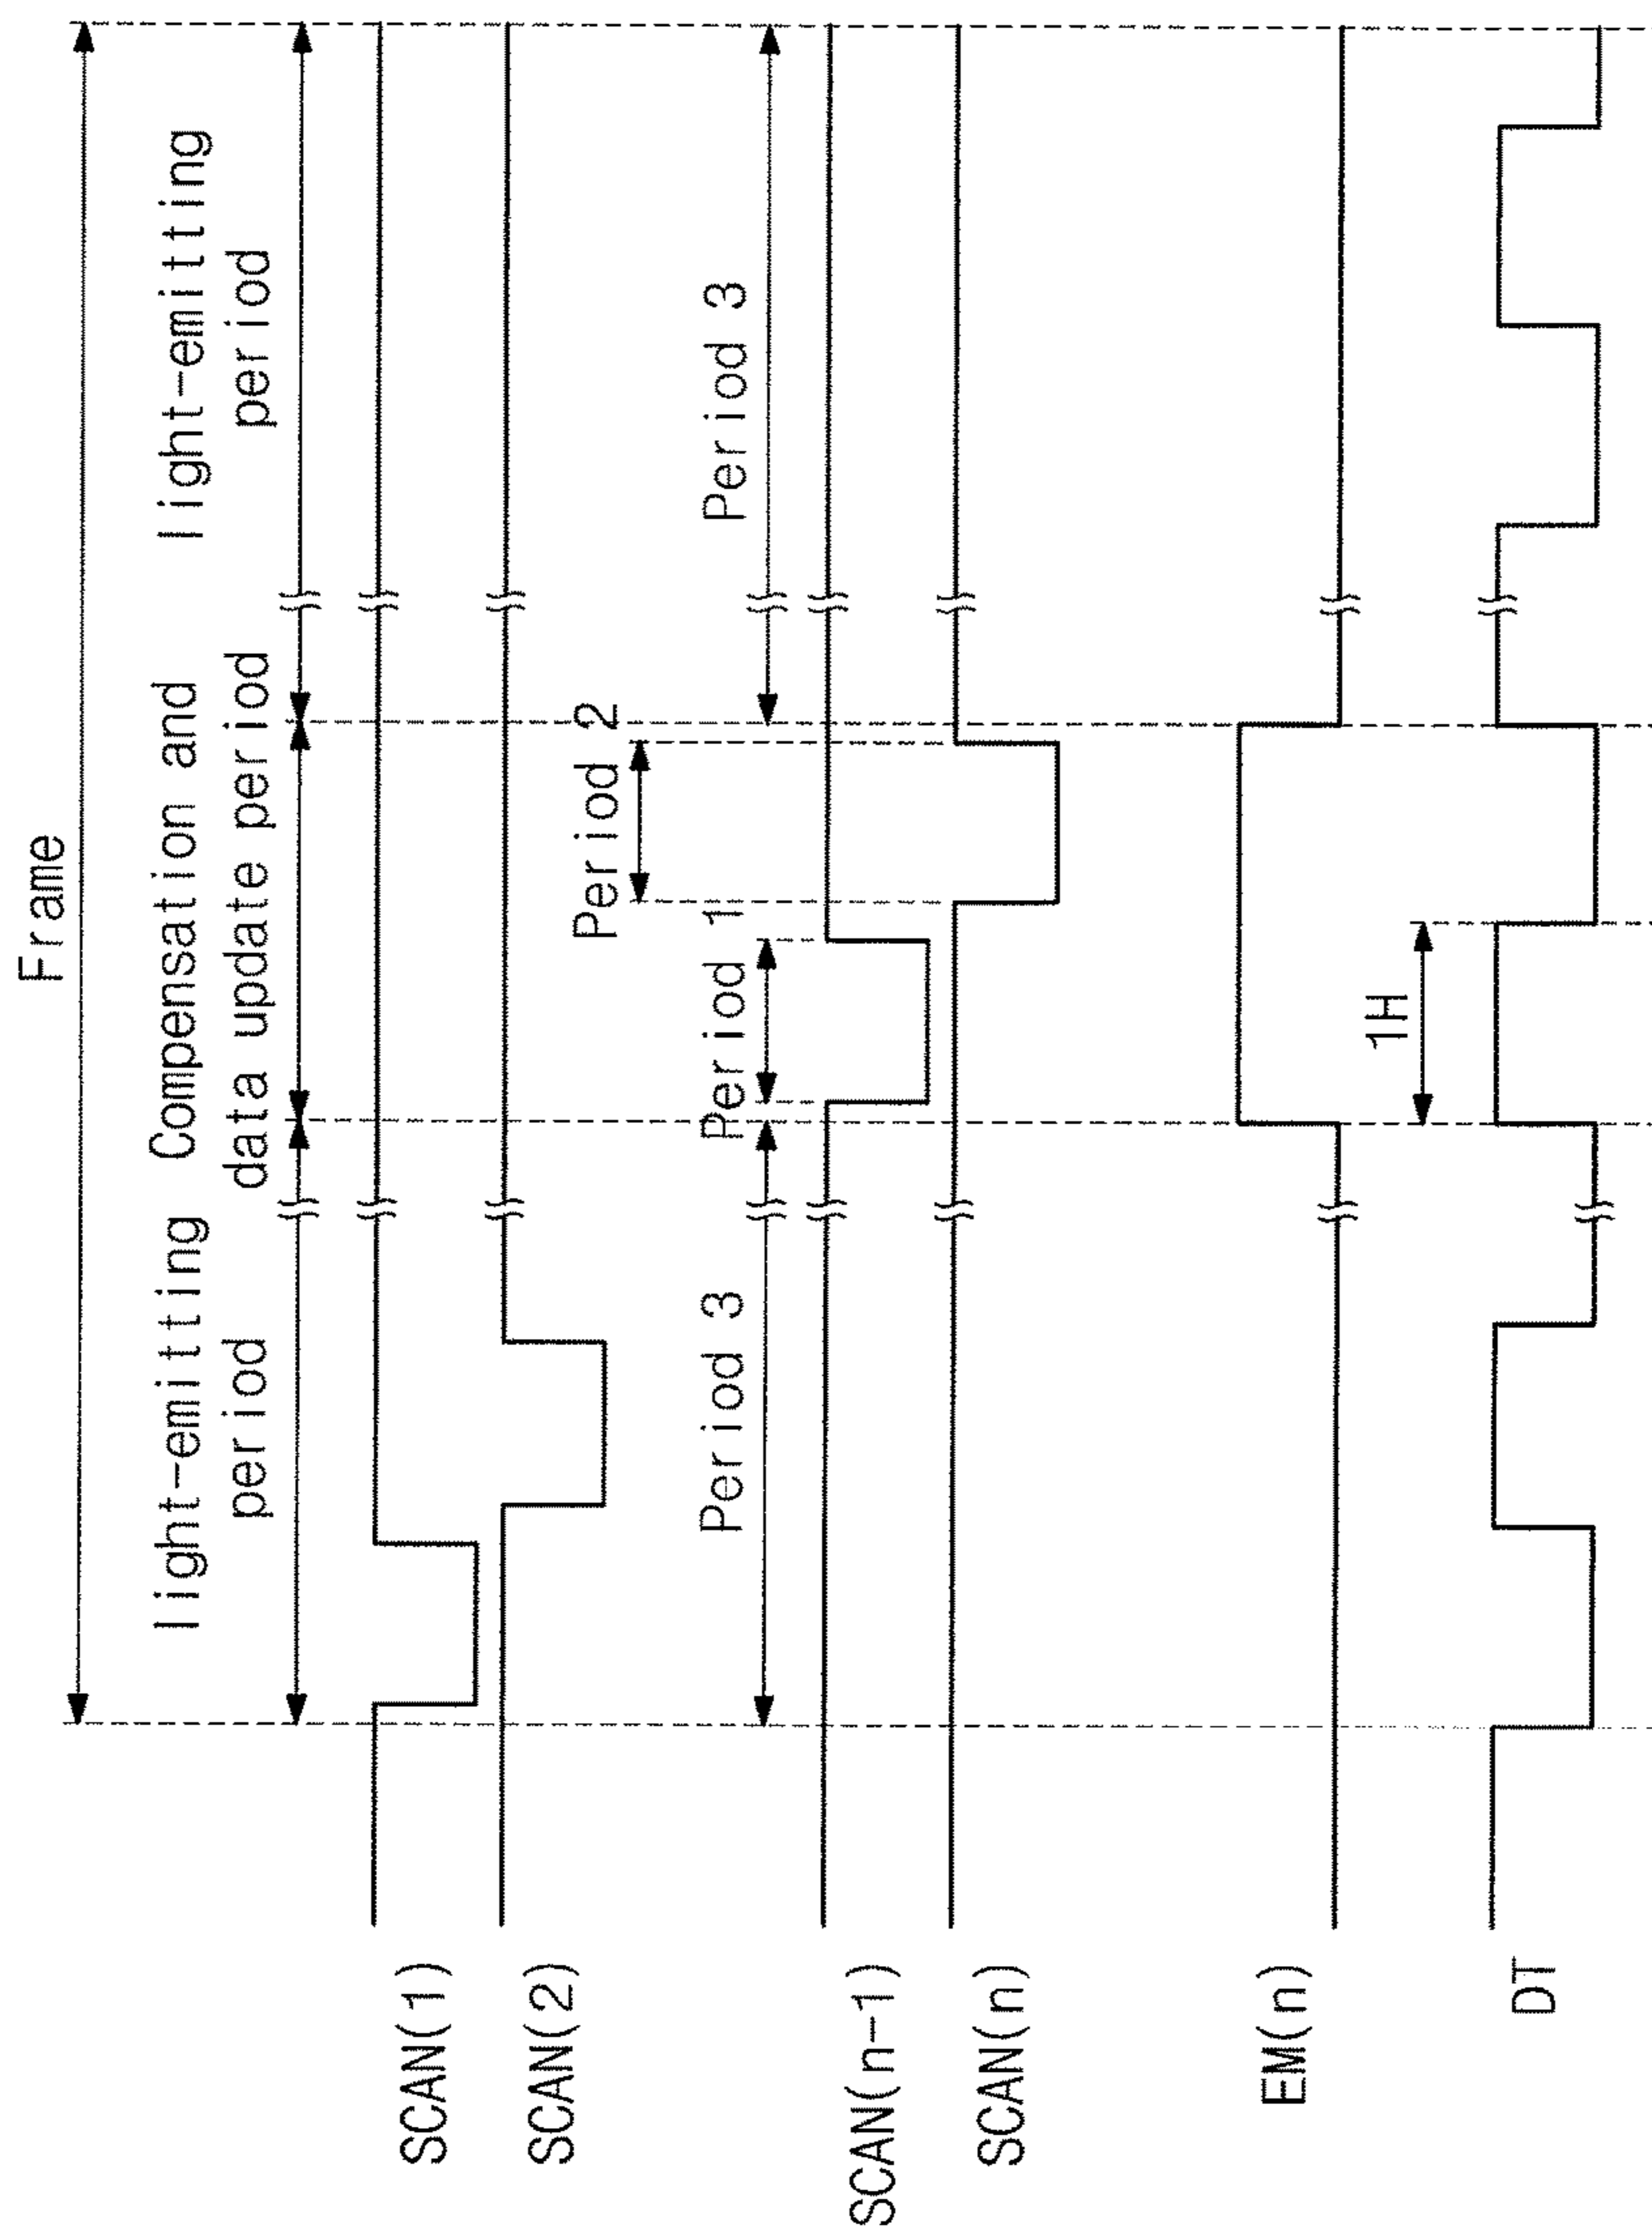 Frame
light-emitting
period
Compensation and
data update period
light-emitting
period
SCAN(1)
SCAN(2)
Period 2
Period 3
Period 1
Period 3
SCAN(n-1)
SCAN(n)
EM(n)
1H
DT